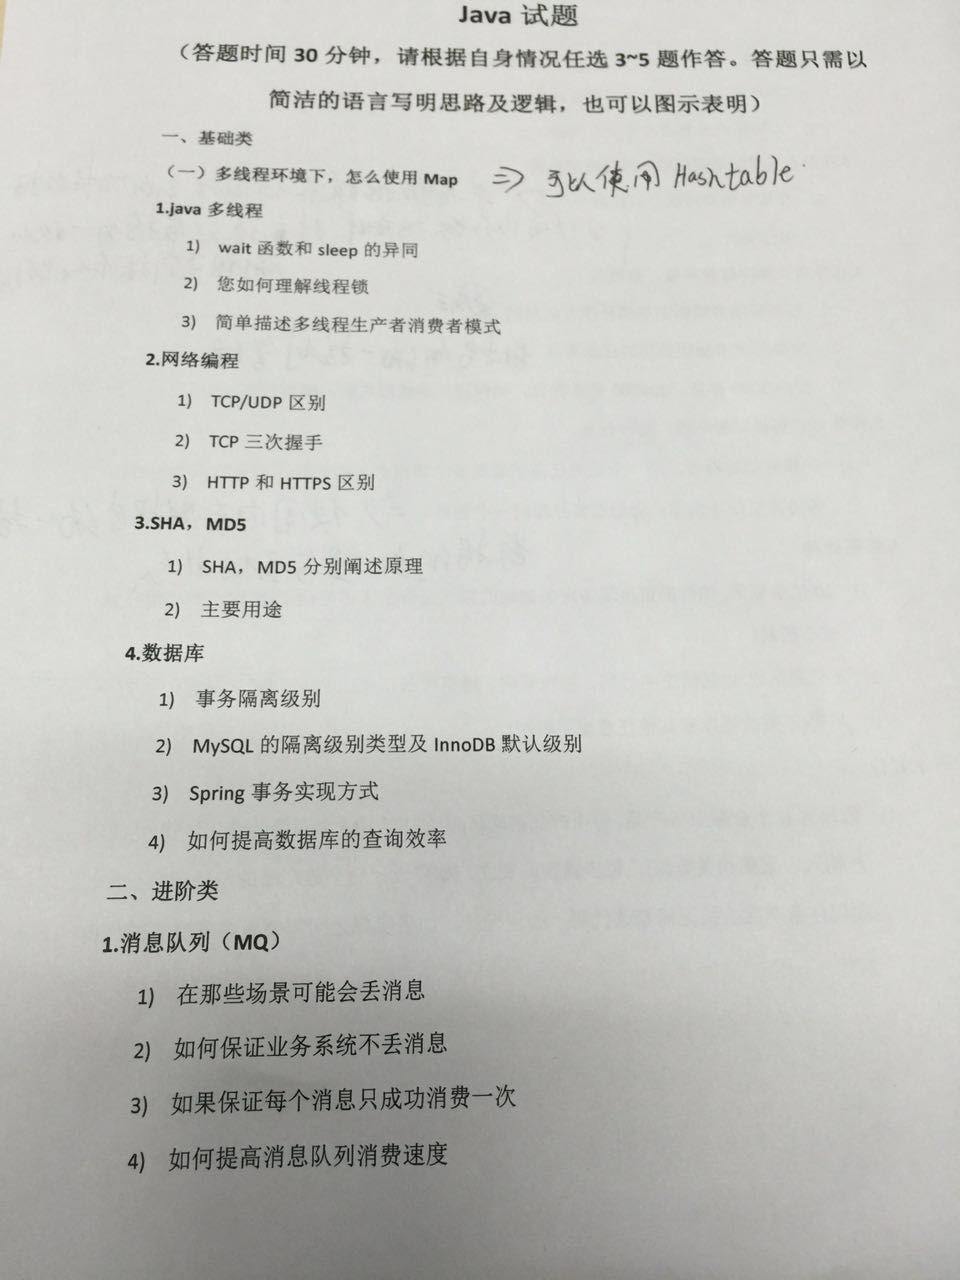 Java 试题
（答题时间 30 分钟，请根据自身情况任选 3~5 题作答。答题只需以
简洁的语言写明思路及逻辑，也可以图示表明）
一、基础类
（一）多线程环境下，怎么使用 Map ⇒ 可以使用 Hashtable.
1.java 多线程
1) wait 函数和 sleep 的异同
2) 您如何理解线程锁
3) 简单描述多线程生产者消费者模式
2.网络编程
1) TCP/UDP 区别
2) TCP 三次握手
3) HTTP 和 HTTPS 区别
3.SHA，MD5
1) SHA，MD5 分别阐述原理
2) 主要用途
4.数据库
1) 事务隔离级别
2) MySQL 的隔离级别类型及 InnoDB 默认级别
3) Spring 事务实现方式
4) 如何提高数据库的查询效率
二、进阶类
1.消息队列（MQ）
1) 在那些场景可能会丢消息
2) 如何保证业务系统不丢消息
3) 如果保证每个消息只成功消费一次
4) 如何提高消息队列消费速度